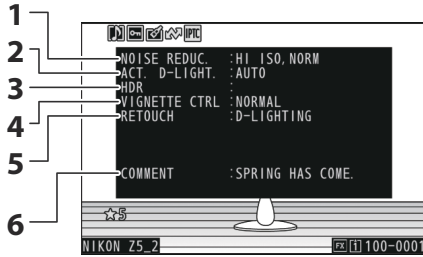 1
2
3
4
5
6
IPTC
NOISE REDUC. :HI ISO, NORM
ACT. D-LIGHT. :AUTO
HDR :
VIGNETTE CTRL :NORMAL
RETOUCH :D-LIGHTING
COMMENT :SPRING HAS COME.
☆5
NIKON Z5_2
FX 1 100-0001